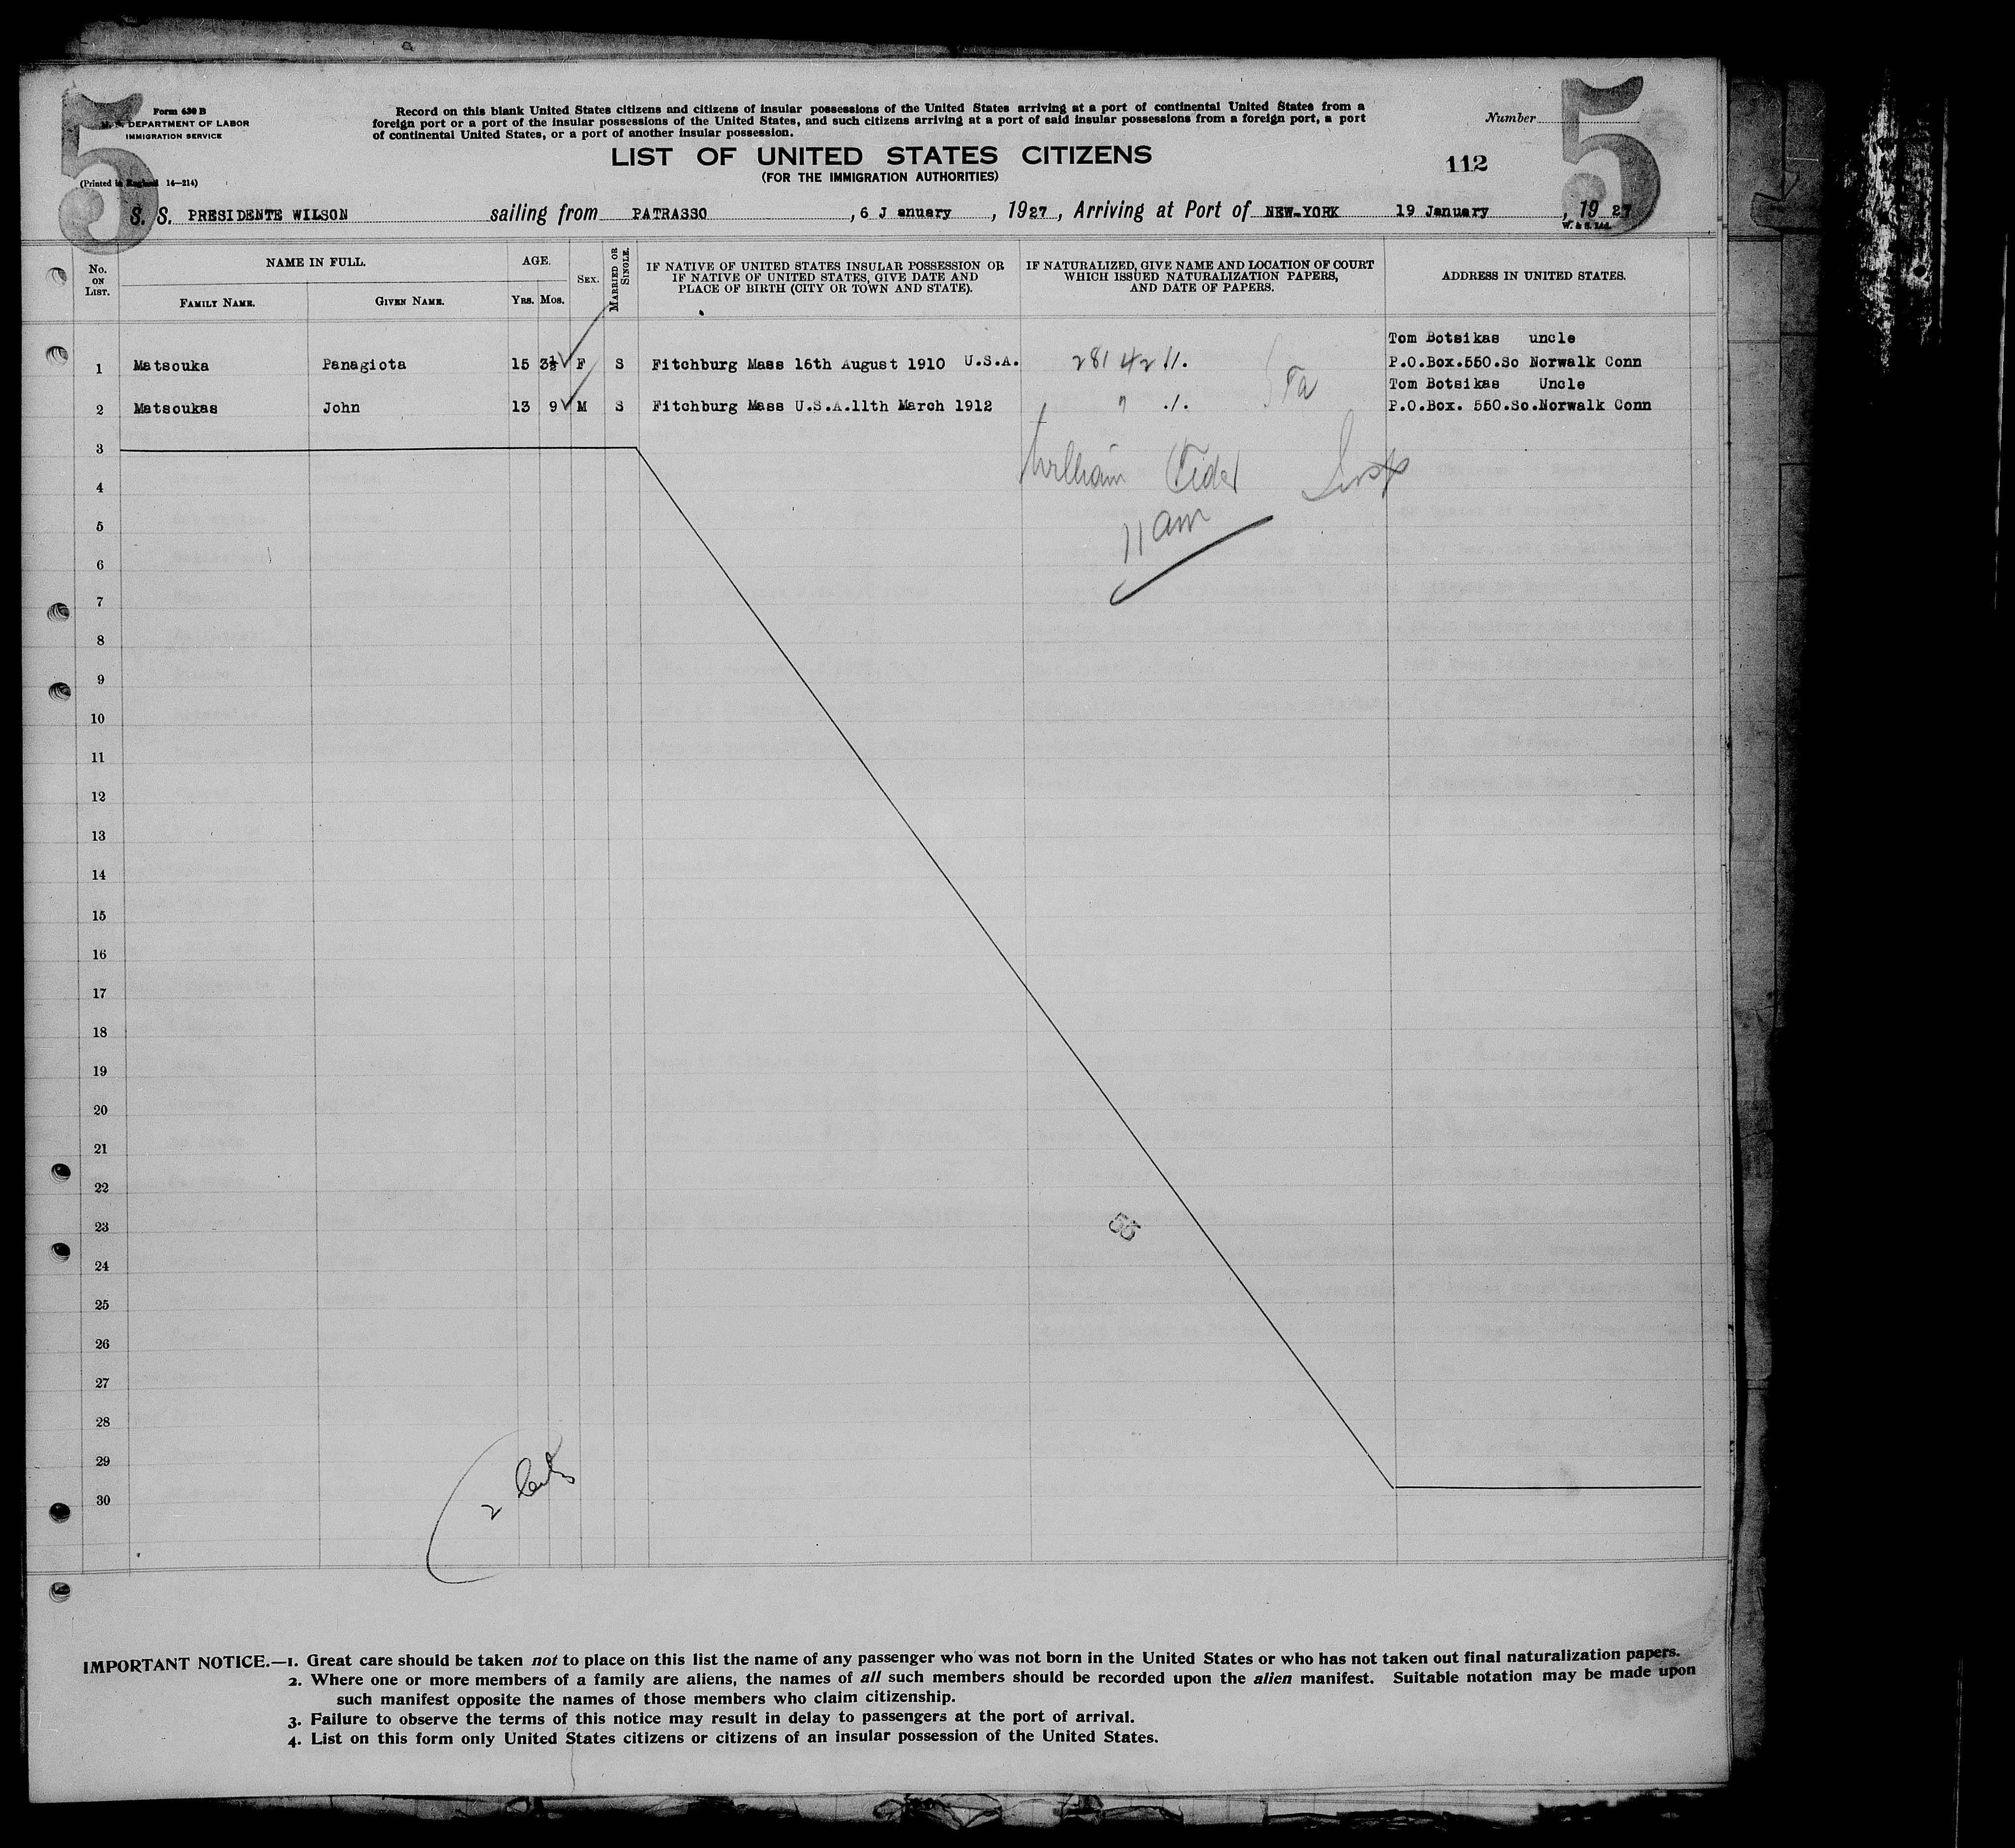 5 5
Form 630 B
U. S. DEPARTMENT OF LABOR
IMMIGRATION SERVICE
(Printed in England 14—214)
Record on this blank United States citizens and citizens of insular possessions of the United States arriving at a port of continental United States from a
foreign port or a port of the insular possessions of the United States, and such citizens arriving at a port of said insular possessions from a foreign port, a port
of continental United States, or a port of another insular possession.
Number
LIST OF UNITED STATES CITIZENS
(FOR THE IMMIGRATION AUTHORITIES)
112
S. S. PRESIDENTE WILSON sailing from PATRASSO , 6 J anuary , 1927 , Arriving at Port of NEW-YORK 19 January , 19 27
W. & S. Ltd.
No. ON LIST. NAME IN FULL. AGE. SEX. MARRIED OR SINGLE. IF NATIVE OF UNITED STATES INSULAR POSSESSION OR IF NATIVE OF UNITED STATES, GIVE DATE AND PLACE OF BIRTH (CITY OR TOWN AND STATE). IF NATURALIZED, GIVE NAME AND LOCATION OF COURT WHICH ISSUED NATURALIZATION PAPERS, AND DATE OF PAPERS. ADDRESS IN UNITED STATES.
FAMILY NAME. GIVEN NAME. YRS. MOS.
Tom Botsikas uncle
1 Matsouka Panagiota 15 3½ F S Fitchburg Mass 16th August 1910 U.S.A. P.O.Box.550.So Norwalk Conn
Tom Botsikas Uncle
2 Matsoukas John 13 9 M S Fitchburg Mass U.S.A.11th March 1912 P.O.Box. 550.So.Norwalk Conn
3
William Insp
4
11 am
5
6
7
8
9
10
11
12
13
14
15
16
17
18
19
20
21
22
23
55
24
25
26
27
28
29
2
30
IMPORTANT NOTICE.—1. Great care should be taken not to place on this list the name of any passenger who was not born in the United States or who has not taken out final naturalization papers.
2. Where one or more members of a family are aliens, the names of all such members should be recorded upon the alien manifest. Suitable notation may be made upon
such manifest opposite the names of those members who claim citizenship.
3. Failure to observe the terms of this notice may result in delay to passengers at the port of arrival.
4. List on this form only United States citizens or citizens of an insular possession of the United States.